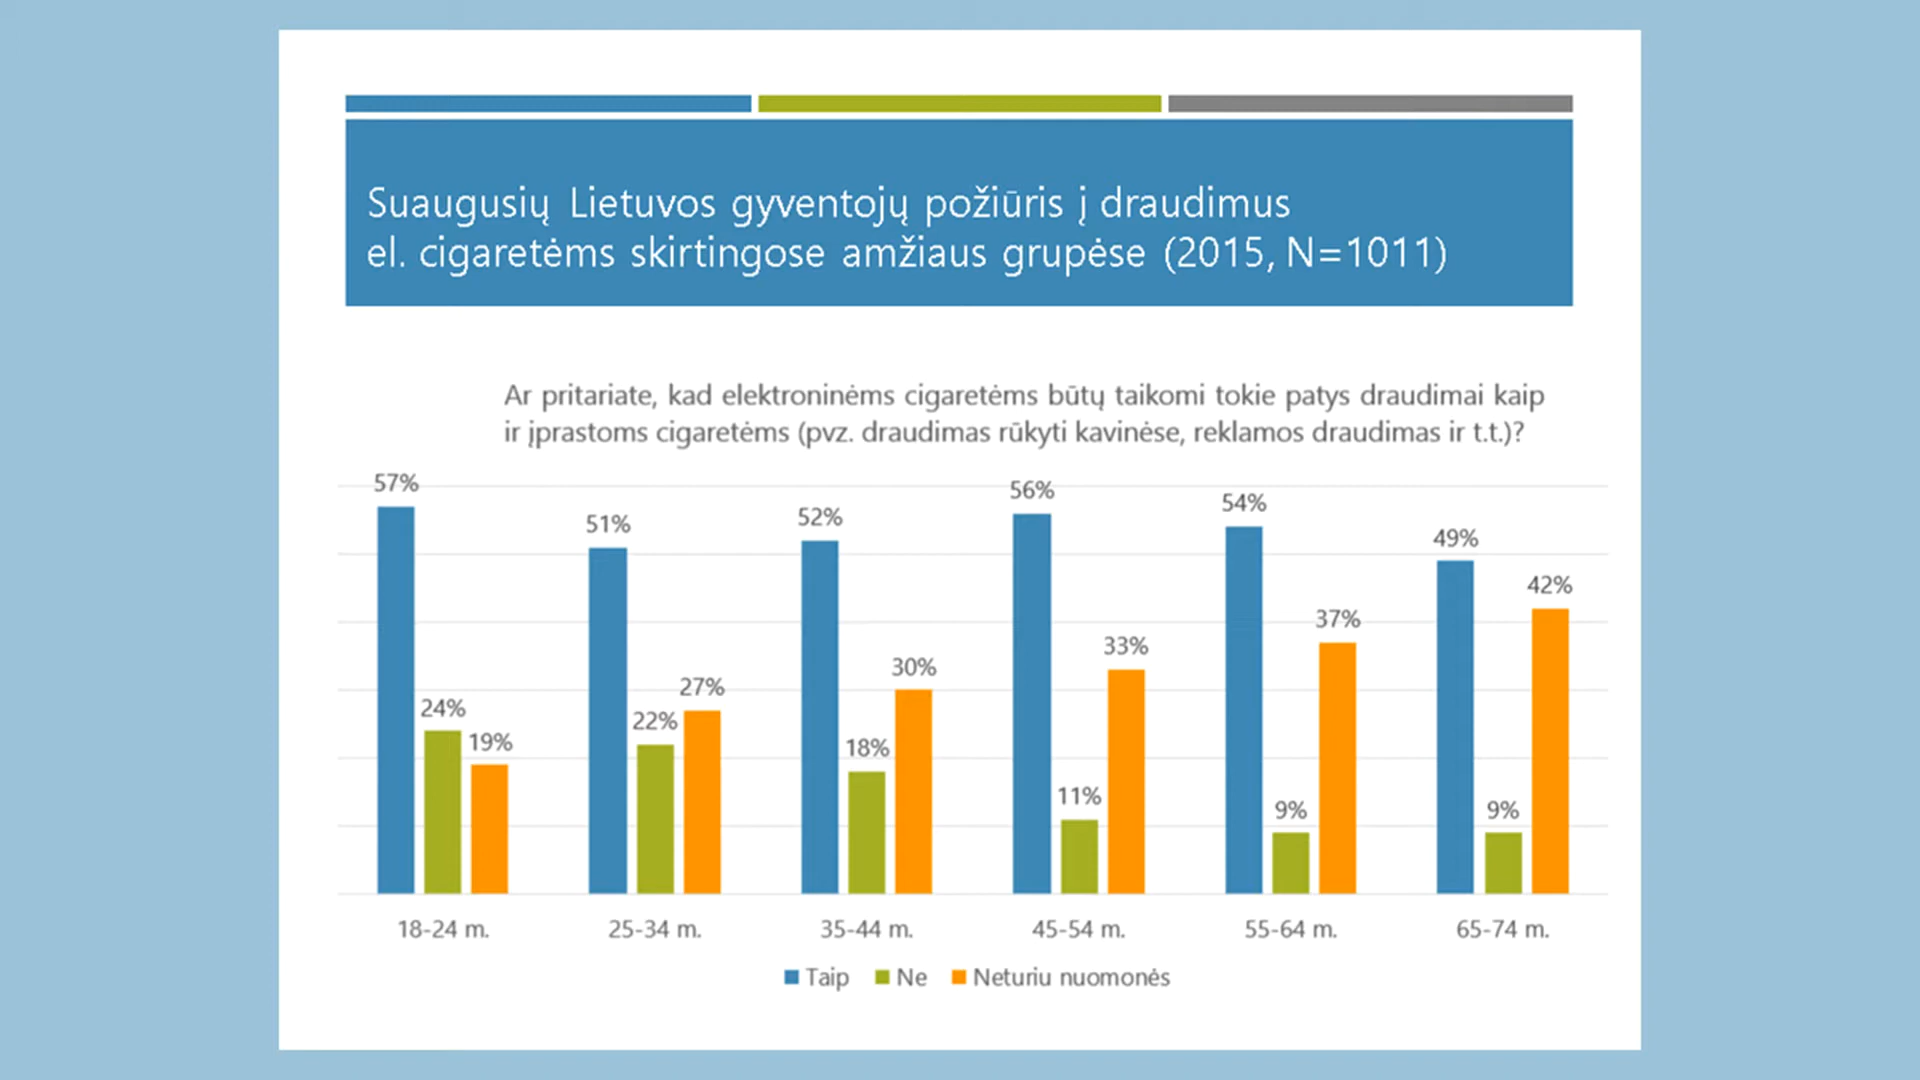 Suaugusių Lietuvos gyventojų požiūris į draudimus
el. cigaretėms skirtingose amžiaus grupėse (2015, N=1011)
Ar pritariate, kad elektroninėms cigaretėms būtų taikomi tokie patys draudimai kaip
ir įprastoms cigaretėms (pvz. draudimas rūkyti kavinėse, reklamos draudimas ir t.t.)?
57% 24% 19%
51% 22% 27%
52% 18% 30%
56% 11% 33%
54% 9% 37%
49% 9% 42%
18-24 m. 25-34 m. 35-44 m. 45-54 m. 55-64 m. 65-74 m.
Taip Ne Neturiu nuomonės